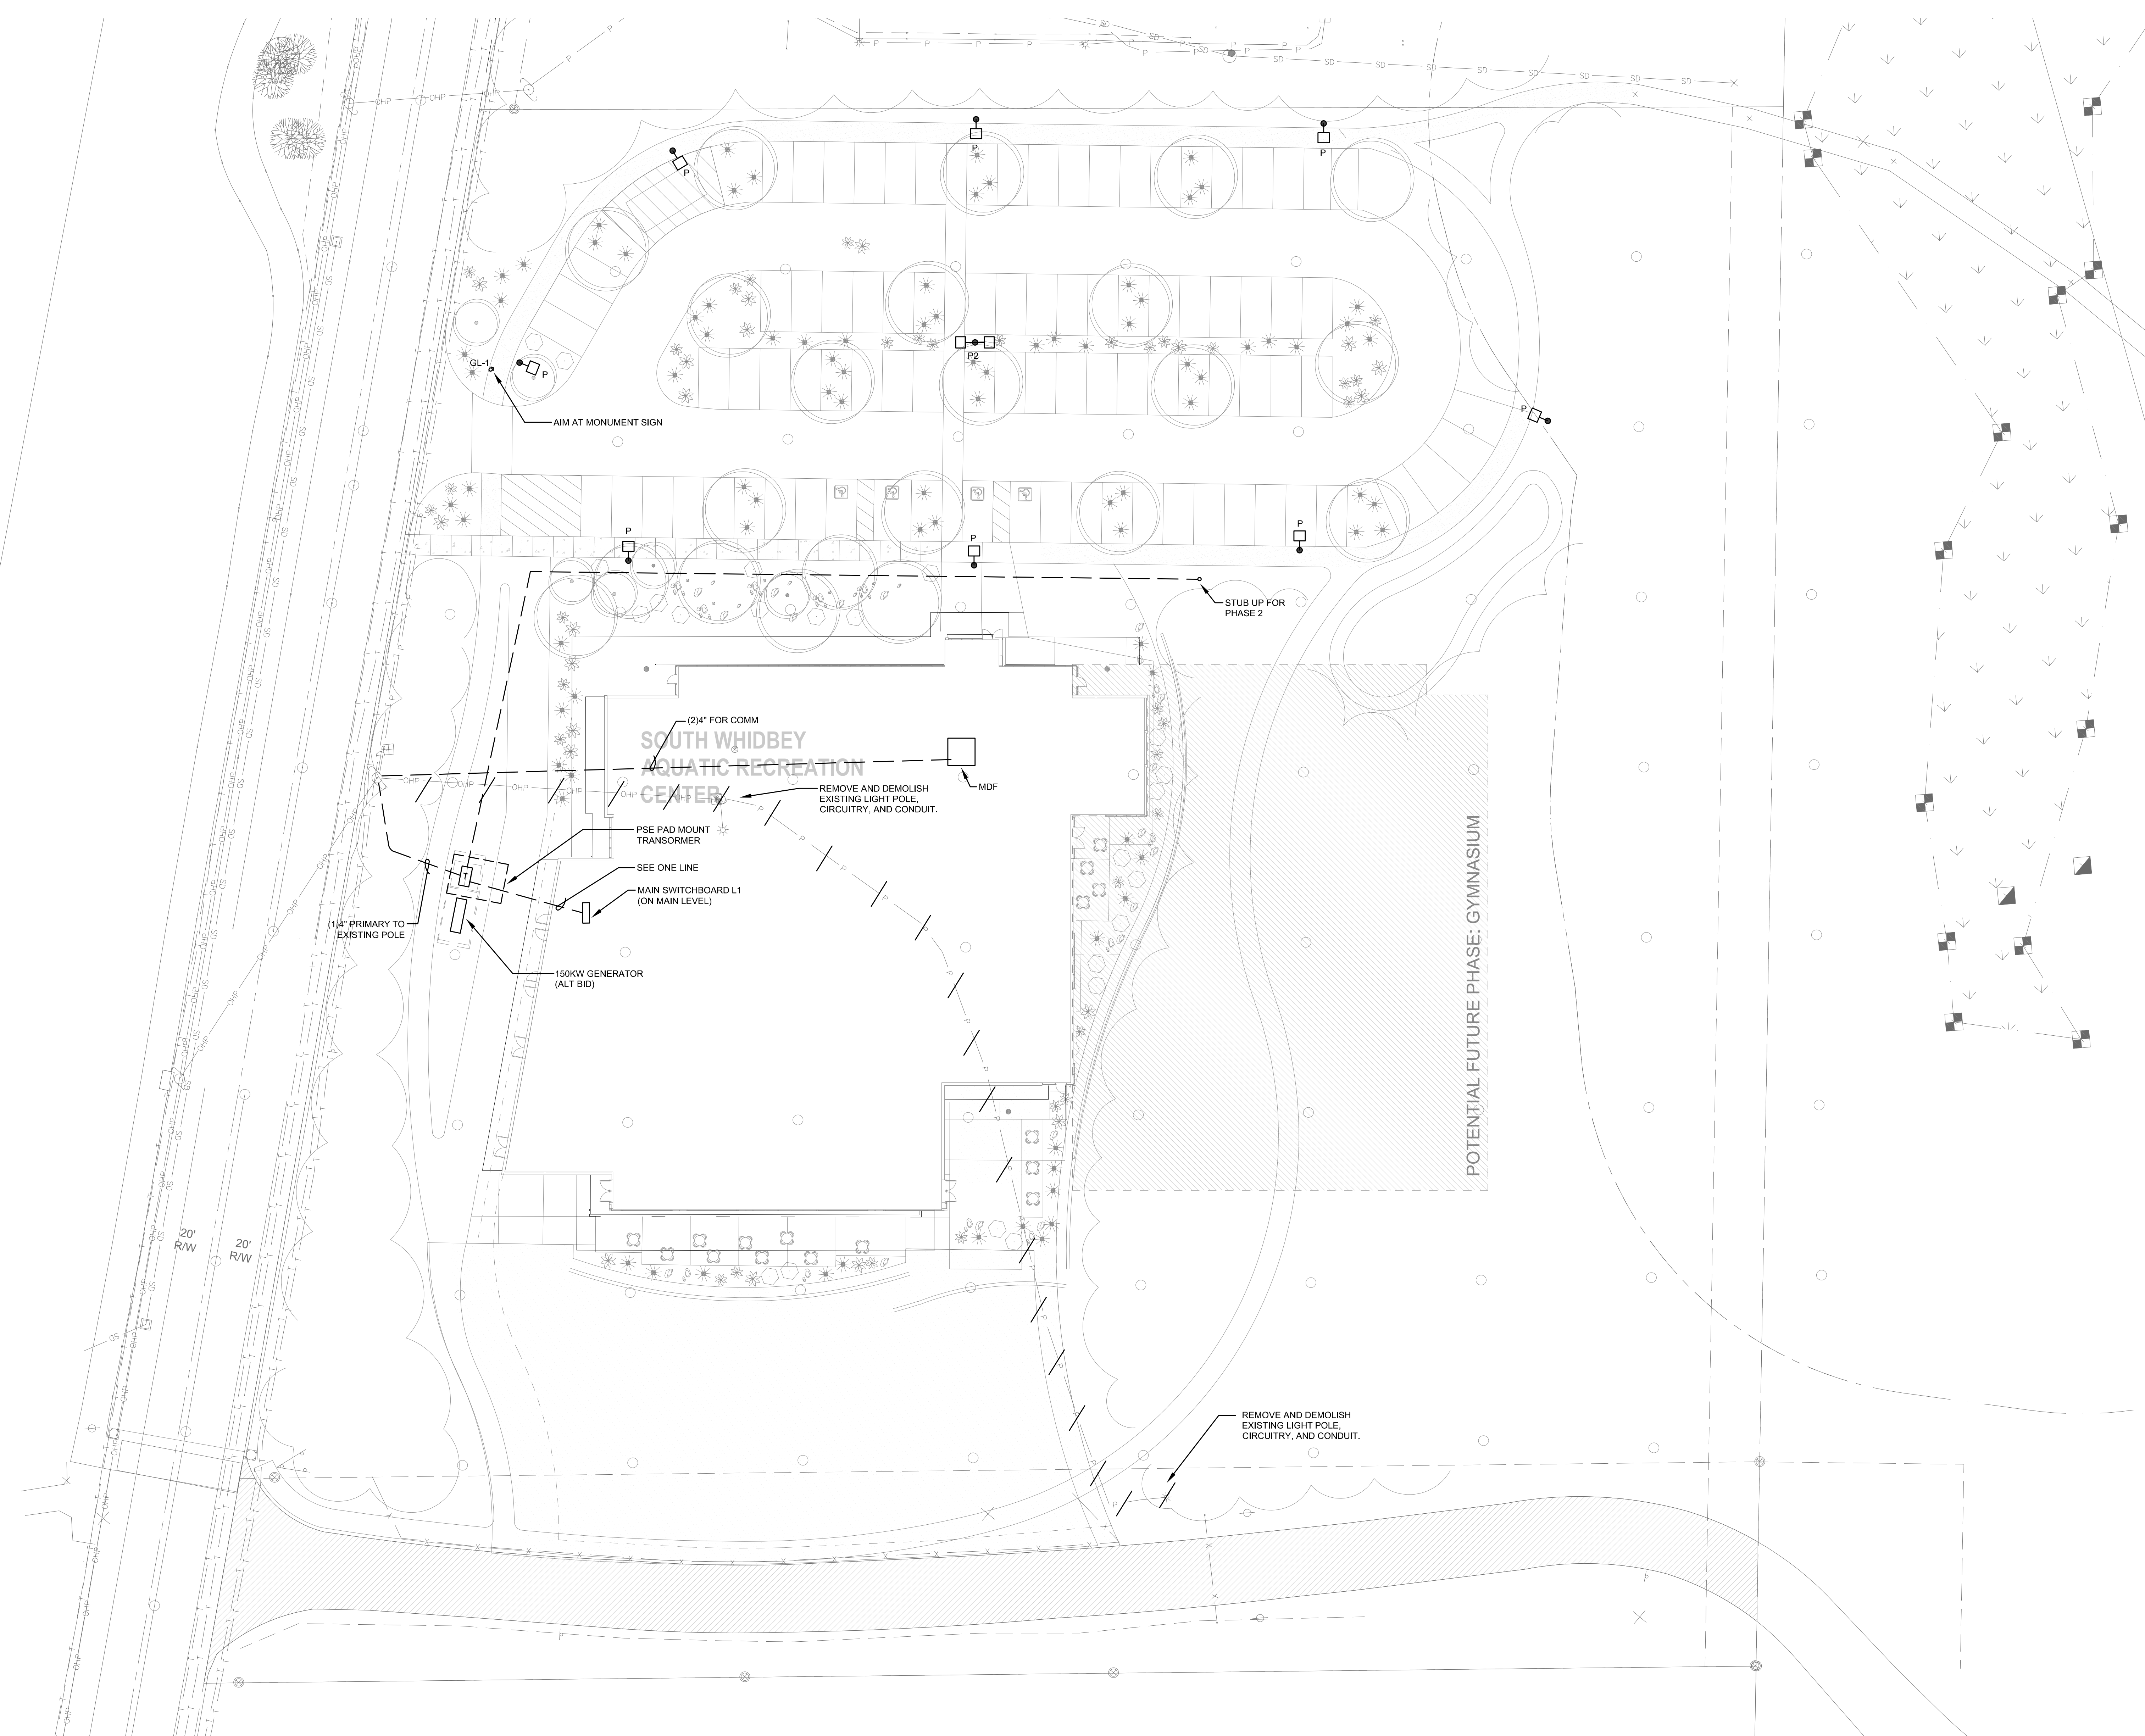 P
P
P
P
GL-1
P
P2
P
AIM AT MONUMENT SIGN
P
P
P
STUB UP FOR
PHASE 2
(2)4" FOR COMM
SOUTH WHIDBEY
AQUATIC RECREATION
CENTER
MDF
REMOVE AND DEMOLISH
EXISTING LIGHT POLE,
CIRCUITRY, AND CONDUIT.
PSE PAD MOUNT
TRANSORMER
SEE ONE LINE
T
MAIN SWITCHBOARD L1
(ON MAIN LEVEL)
(1)4" PRIMARY TO
EXISTING POLE
150KW GENERATOR
(ALT BID)
POTENTIAL FUTURE PHASE: GYMNASIUM
20'
R/W
20'
R/W
REMOVE AND DEMOLISH
EXISTING LIGHT POLE,
CIRCUITRY, AND CONDUIT.